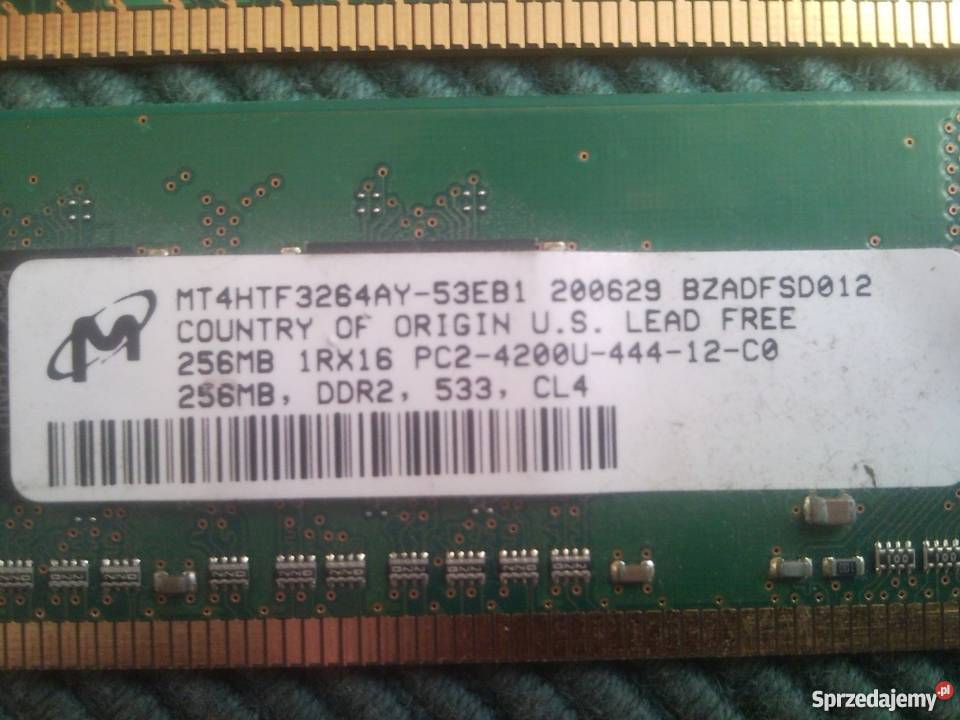 MT4HTF3264AY-53EB1 200629 BZADFSD012
COUNTRY OF ORIGIN U.S. LEAD FREE
256MB 1RX16 PC2-4200U-444-12-C0
256MB, DDR2, 533, CL4
Sprzedajemy.pl